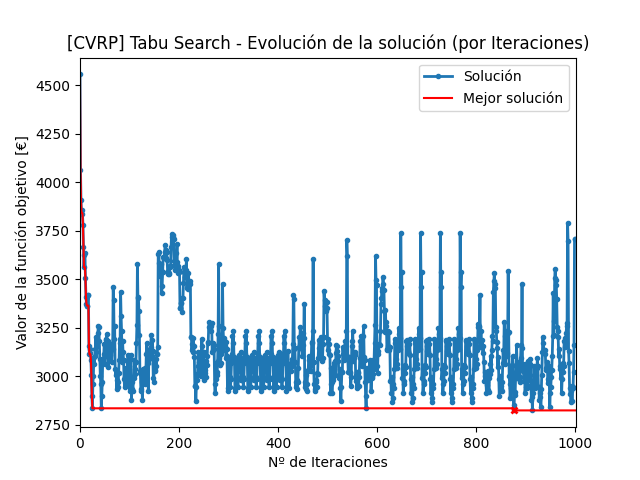 [CVRP] Tabu Search - Evolución de la solución (por Iteraciones)
Solución
Mejor solución
Valor de la función objetivo [€]
4500
4250
4000
3750
3500
3250
3000
2750
0 200 400 600 800 1000
Nº de Iteraciones